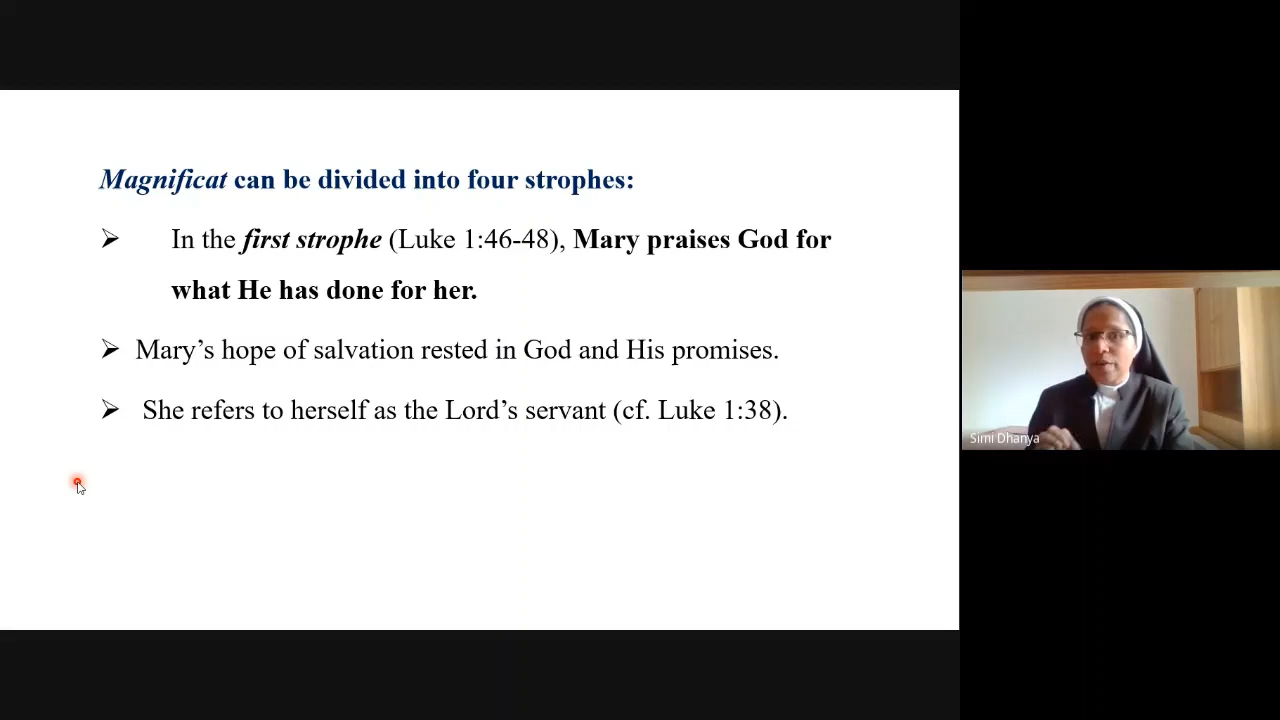 Magnificat can be divided into four strophes:
➢ In the first strophe (Luke 1:46-48), Mary praises God for
what He has done for her.
➢ Mary’s hope of salvation rested in God and His promises.
➢ She refers to herself as the Lord’s servant (cf. Luke 1:38).
Simi Dhanya